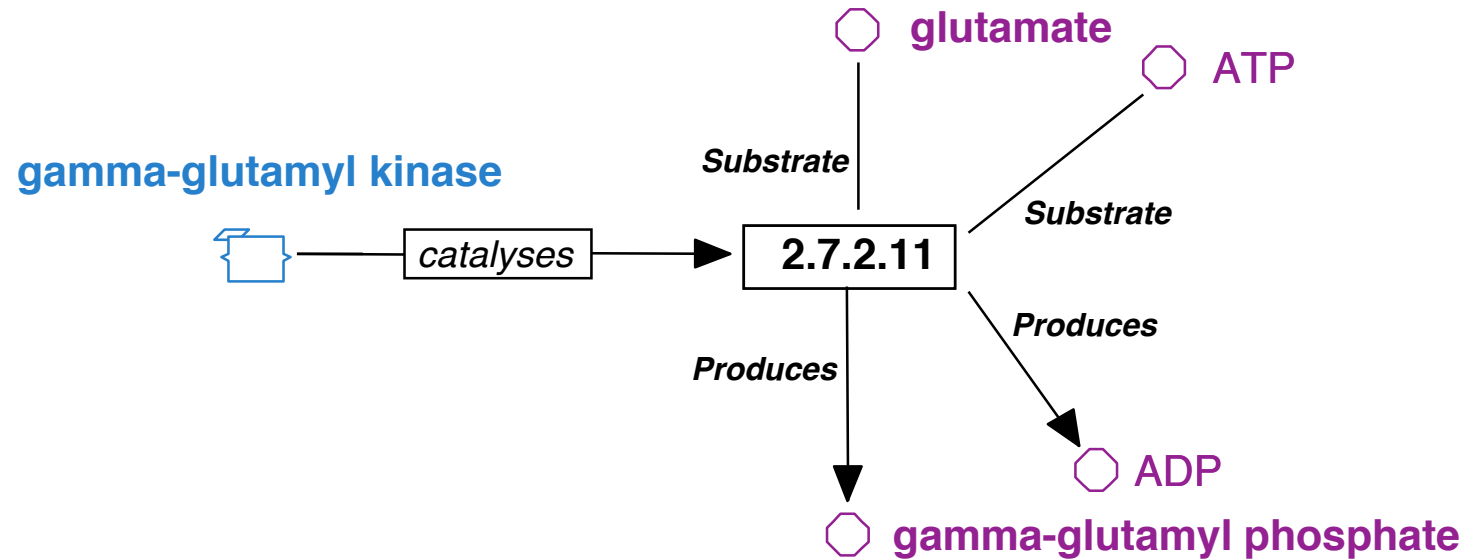 glutamate
ATP
gamma-glutamyl kinase
Substrate
Substrate
catalyses
2.7.2.11
Produces
Produces
ADP
gamma-glutamyl phosphate